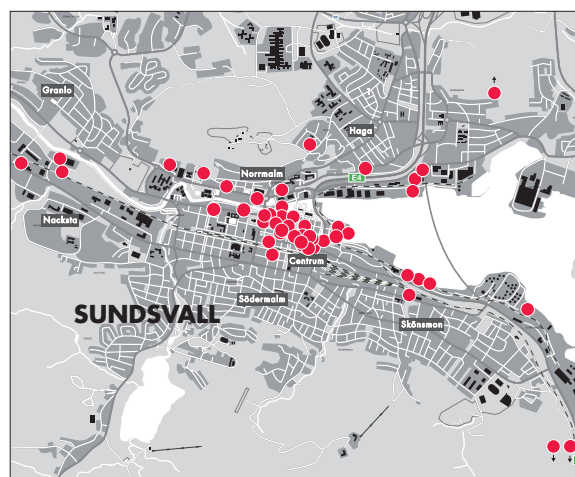 Granlo
Haga
Norrmalm
E4
Nacksta
Centrum
Södermalm
SUNDSVALL
Skönsmon